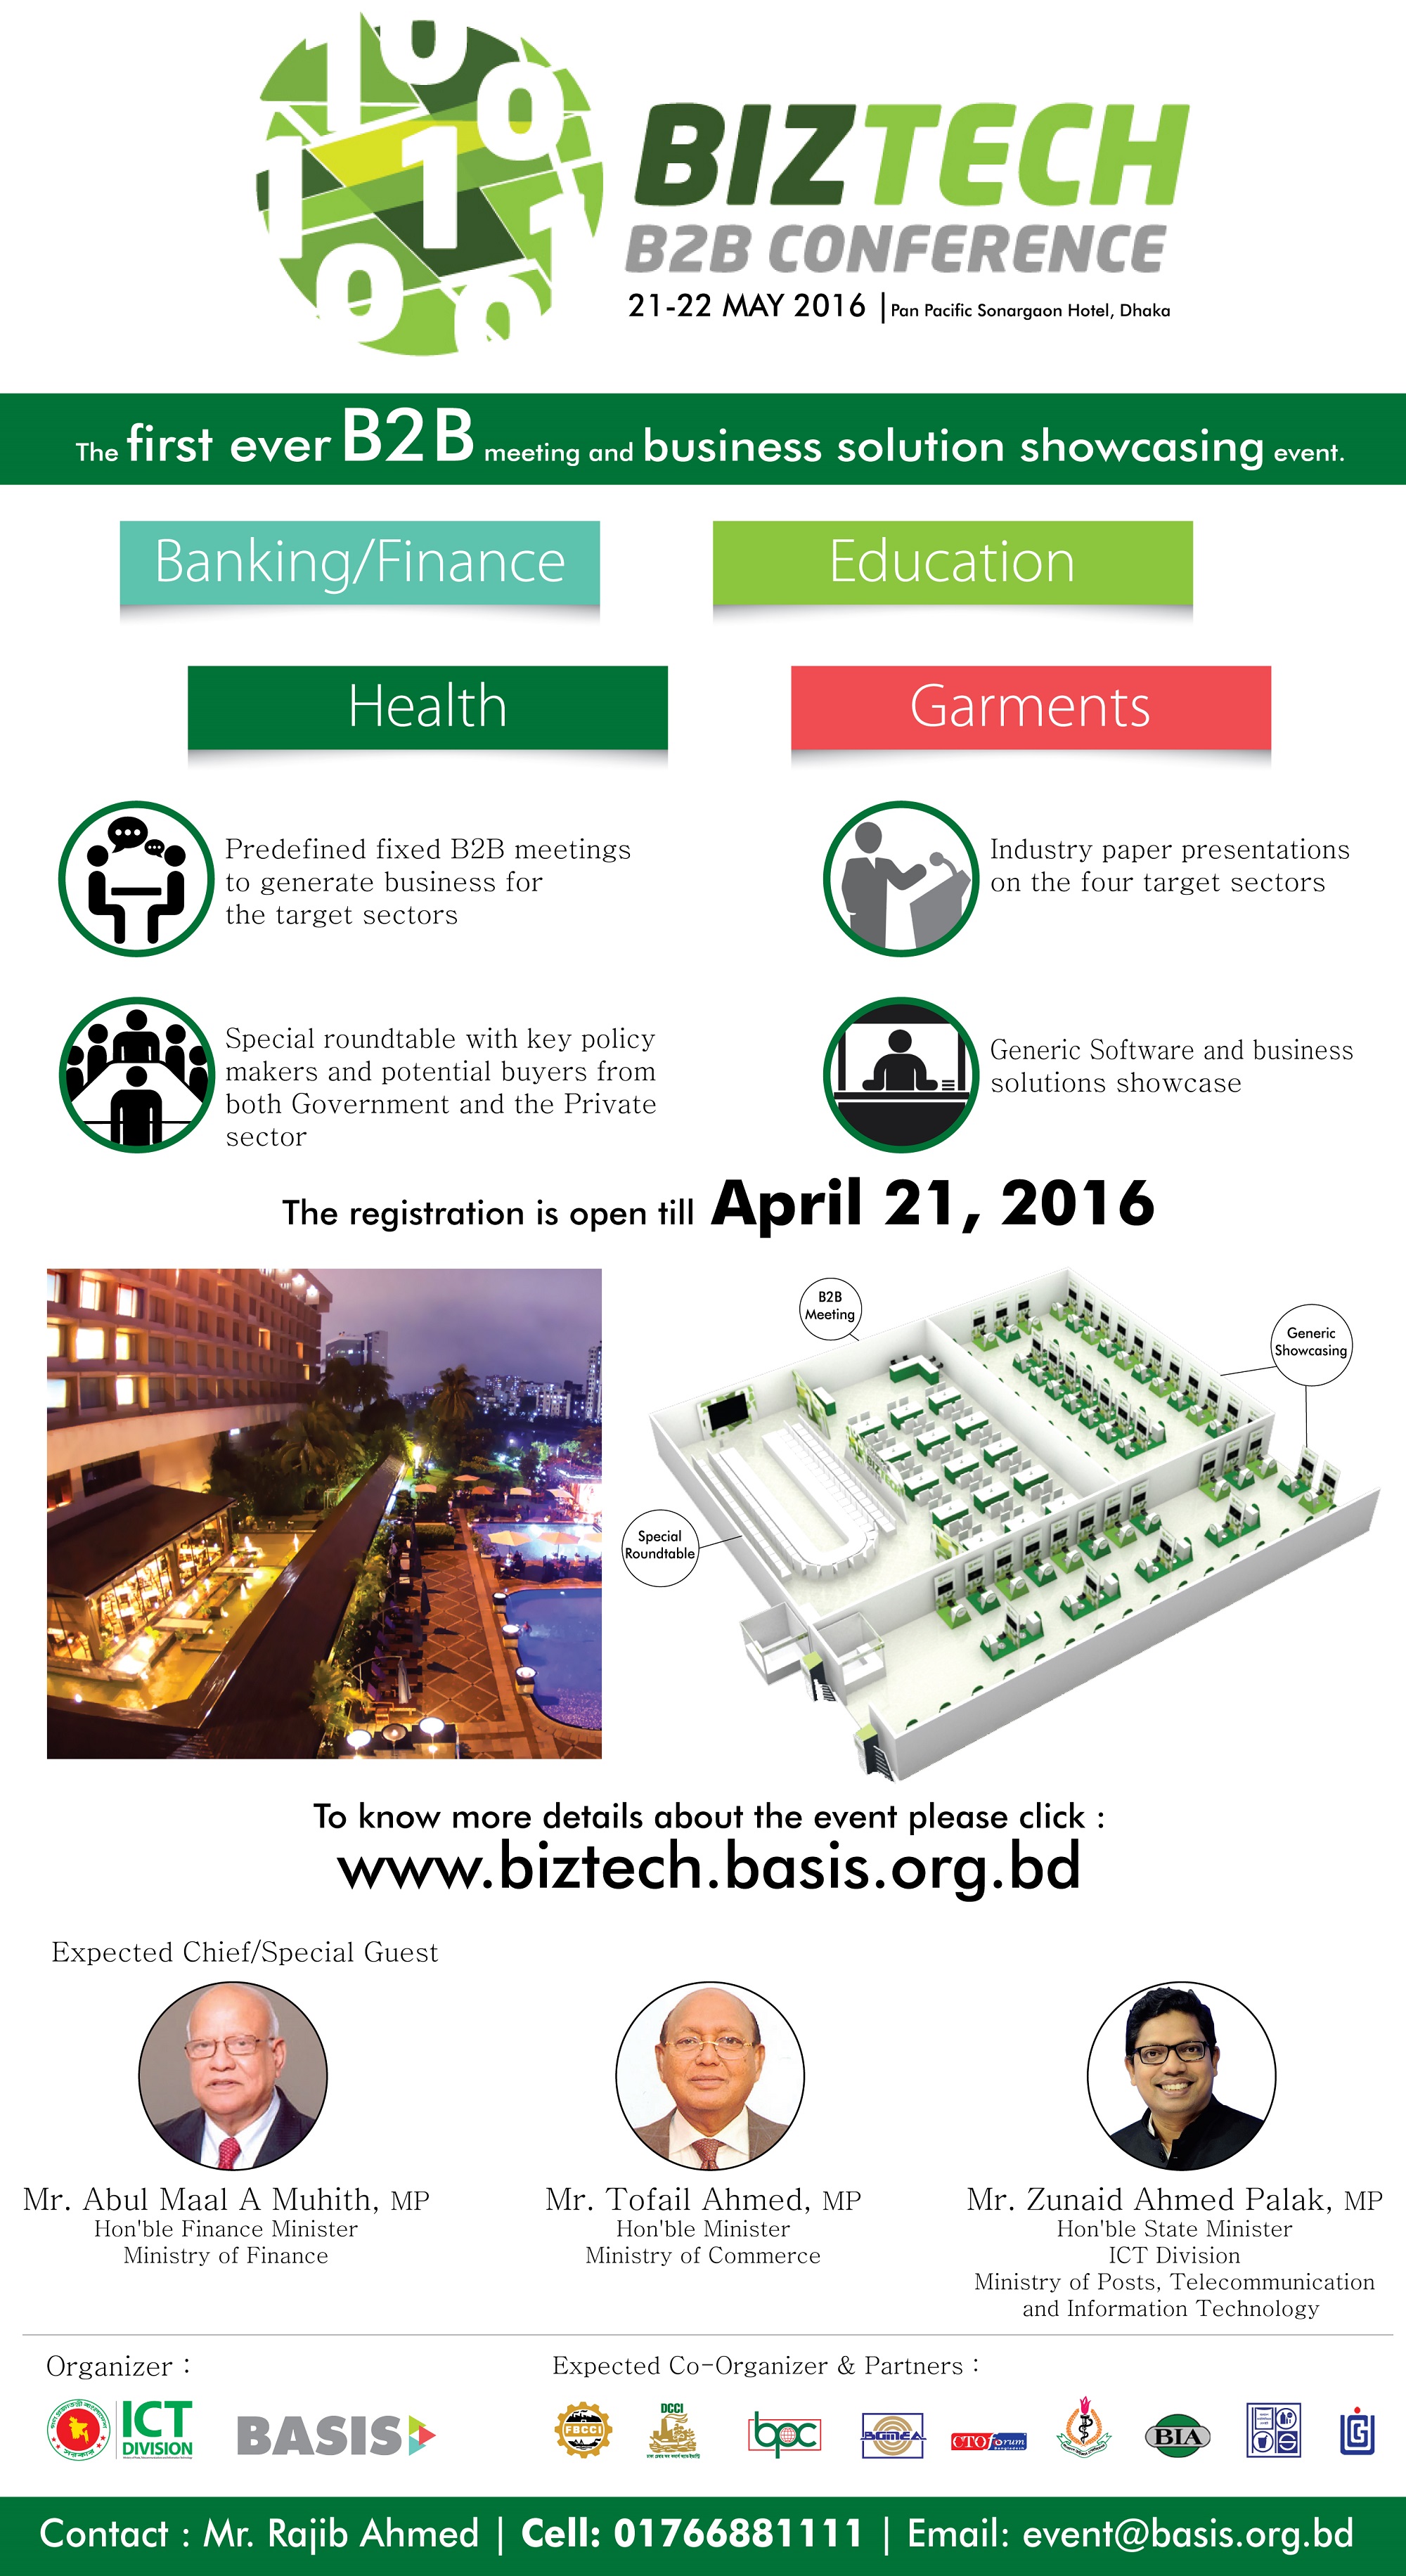 BIZTECH
B2B CONFERENCE
21-22 MAY 2016 | Pan Pacific Sonargaon Hotel, Dhaka
The first ever B2B meeting and business solution showcasing event.
Banking/Finance
Education
Health
Garments
Predefined fixed B2B meetings
to generate business for
the target sectors
Industry paper presentations
on the four target sectors
Special roundtable with key policy
makers and potential buyers from
both Government and the Private
sector
Generic Software and business
solutions showcase
The registration is open till April 21, 2016
B2B
Meeting
Generic
Showcasing
BIZTECH
Special
Roundtable
To know more details about the event please click :
www.biztech.basis.org.bd
Expected Chief/Special Guest
Mr. Abul Maal A Muhith, MP
Hon'ble Finance Minister
Ministry of Finance
Mr. Tofail Ahmed, MP
Hon'ble Minister
Ministry of Commerce
Mr. Zunaid Ahmed Palak, MP
Hon'ble State Minister
ICT Division
Ministry of Posts, Telecommunication
and Information Technology
Organizer :
Expected Co-Organizer & Partners :
ICT
DIVISION
BASIS
FBCCI
DCCI
bpc
BGMEA
CTO forum
BIA
Contact : Mr. Rajib Ahmed | Cell: 01766881111 | Email: event@basis.org.bd